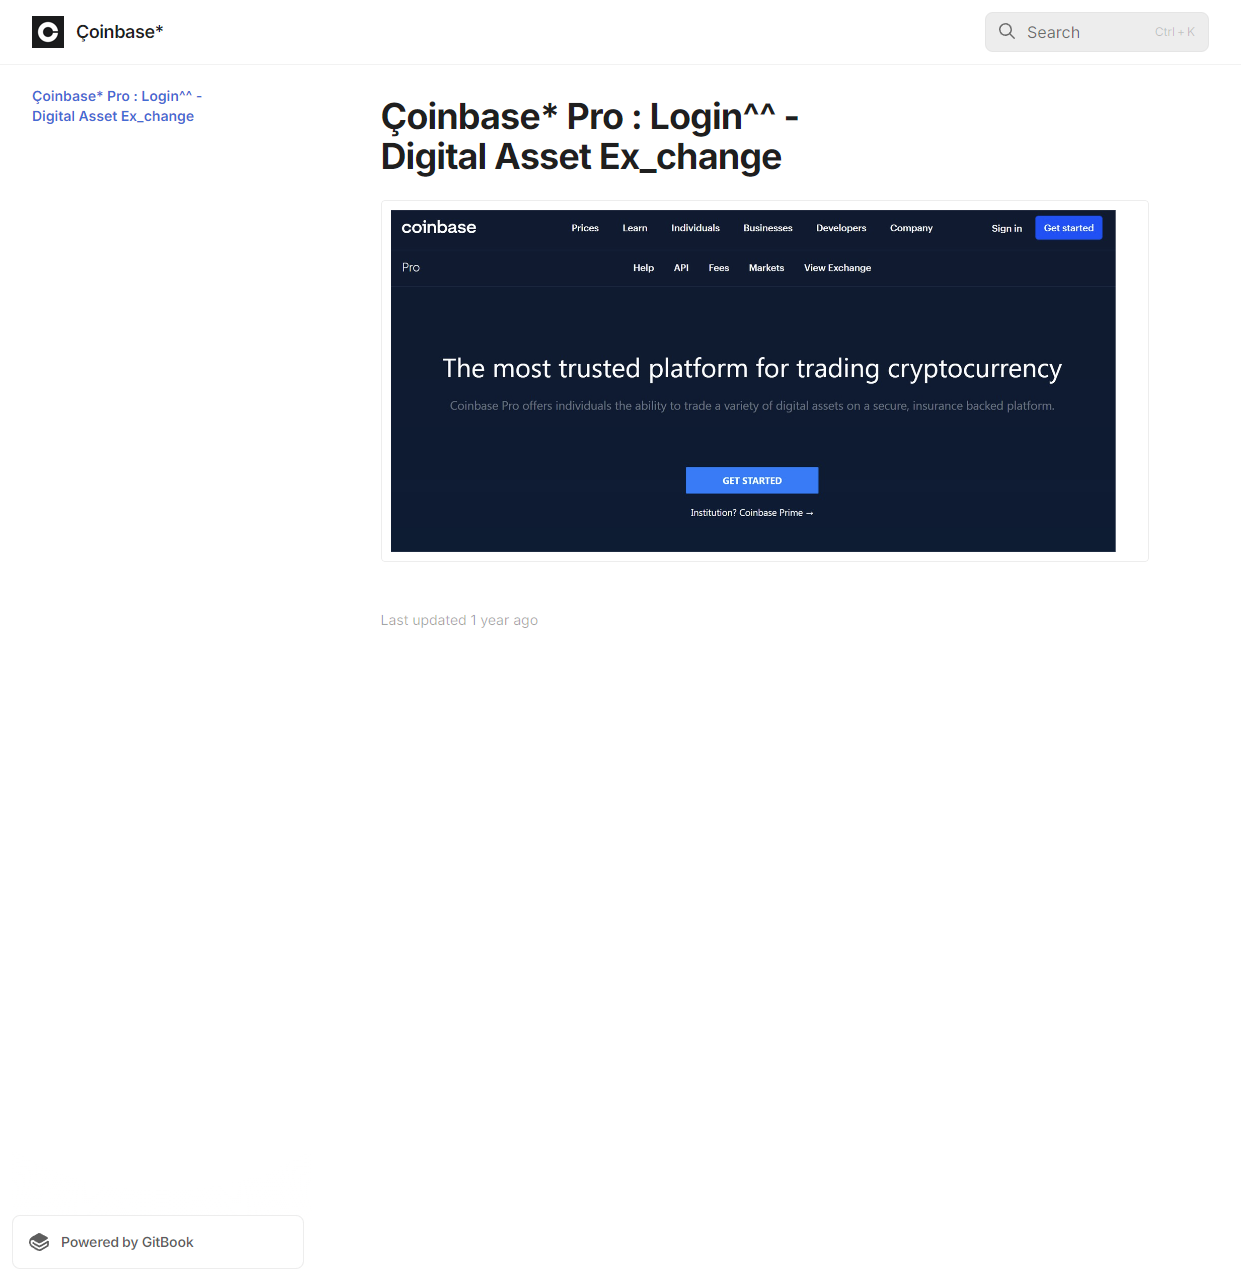 Çoinbase*
Search
Ctrl + K
Çoinbase* Pro : Login^^ -
Digital Asset Ex_change
Çoinbase* Pro : Login^^ -
Digital Asset Ex_change
coinbase
Prices
Learn
Individuals
Businesses
Developers
Company
Sign in
Get started
Pro
Help
API
Fees
Markets
View Exchange
The most trusted platform for trading cryptocurrency
Coinbase Pro offers individuals the ability to trade a variety of digital assets on a secure, insurance backed platform.
GET STARTED
Institution? Coinbase Prime →
Last updated 1 year ago
Powered by GitBook